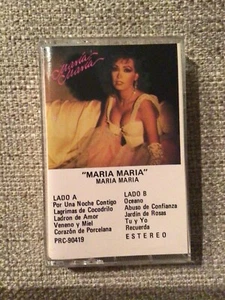 María
María
"MARIA MARIA"
MARIA MARIA
LADO A
Por Una Noche Contigo
Lagrimas de Cocodrilo
Ladron de Amor
Veneno y Miel
Corazón de Porcelana
PRC-90419
LADO B
Oceano
Abuso de Confianza
Jardin de Rosas
Tu y Yo
Recuerda
ESTEREO